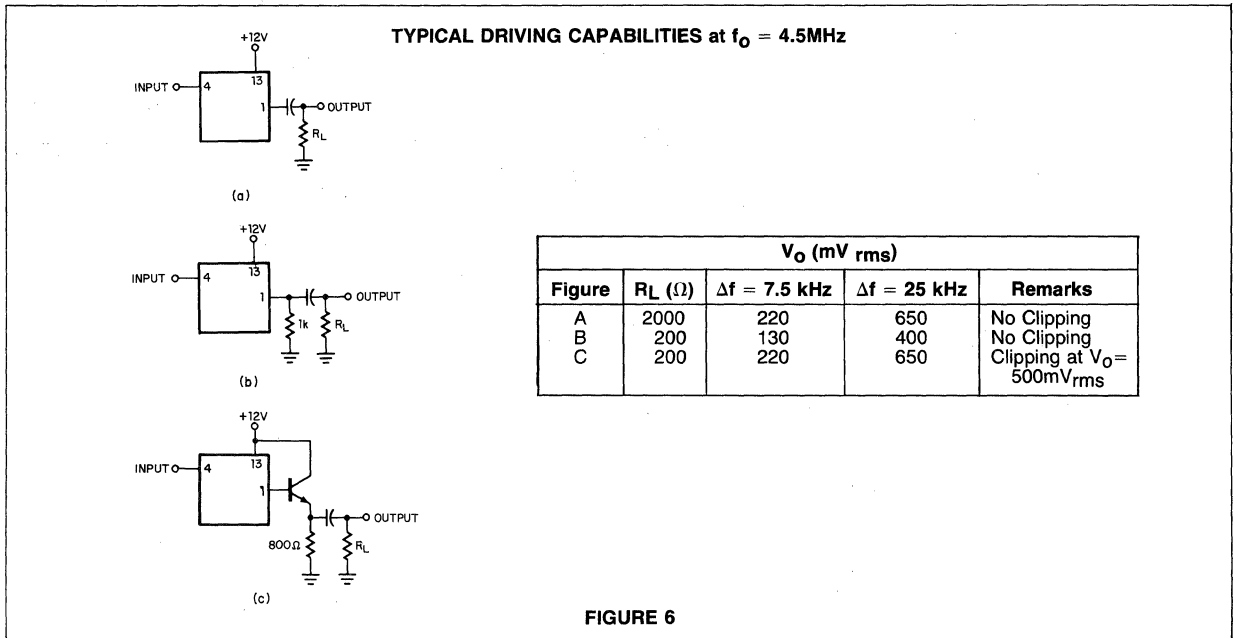 TYPICAL DRIVING CAPABILITIES at fo = 4.5MHz
+12V
INPUT
4
13
1
OUTPUT
RL
(a)
+12V
INPUT
4
13
1
OUTPUT
1k
RL
(b)
+12V
INPUT
4
13
1
OUTPUT
800Ω
RL
(c)
Vo (mV rms)
Figure RL (Ω) Δf = 7.5 kHz Δf = 25 kHz Remarks
A 2000 220 650 No Clipping
B 200 130 400 No Clipping
C 200 220 650 Clipping at Vo=
500mVrms
FIGURE 6